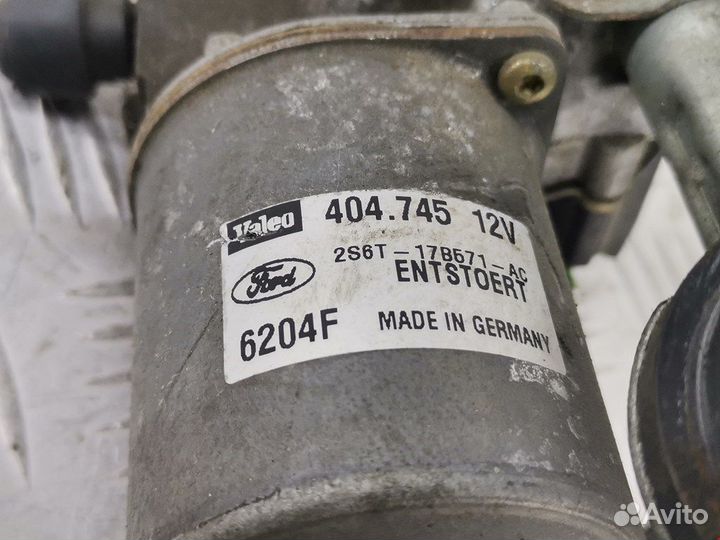 Valeo 404.745 12V
2S6T-17B571-AC
Ford ENTSTOERT
6204F MADE IN GERMANY
Avito